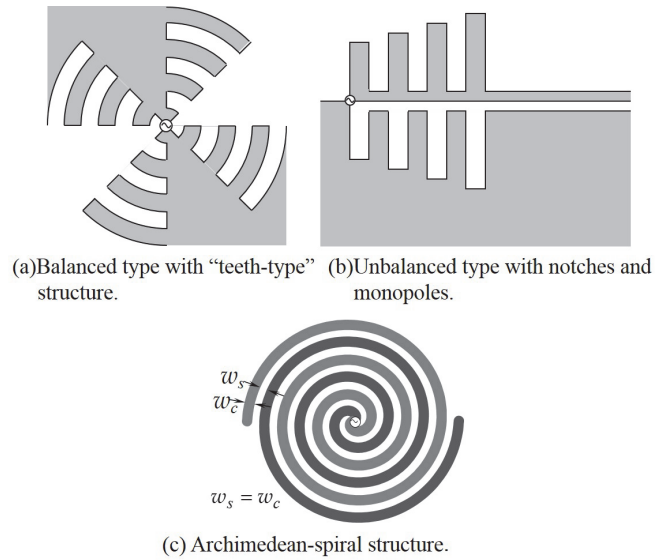 (a)Balanced type with “teeth-type” structure.
(b)Unbalanced type with notches and monopoles.
w_s
w_c
w_s = w_c
(c) Archimedean-spiral structure.